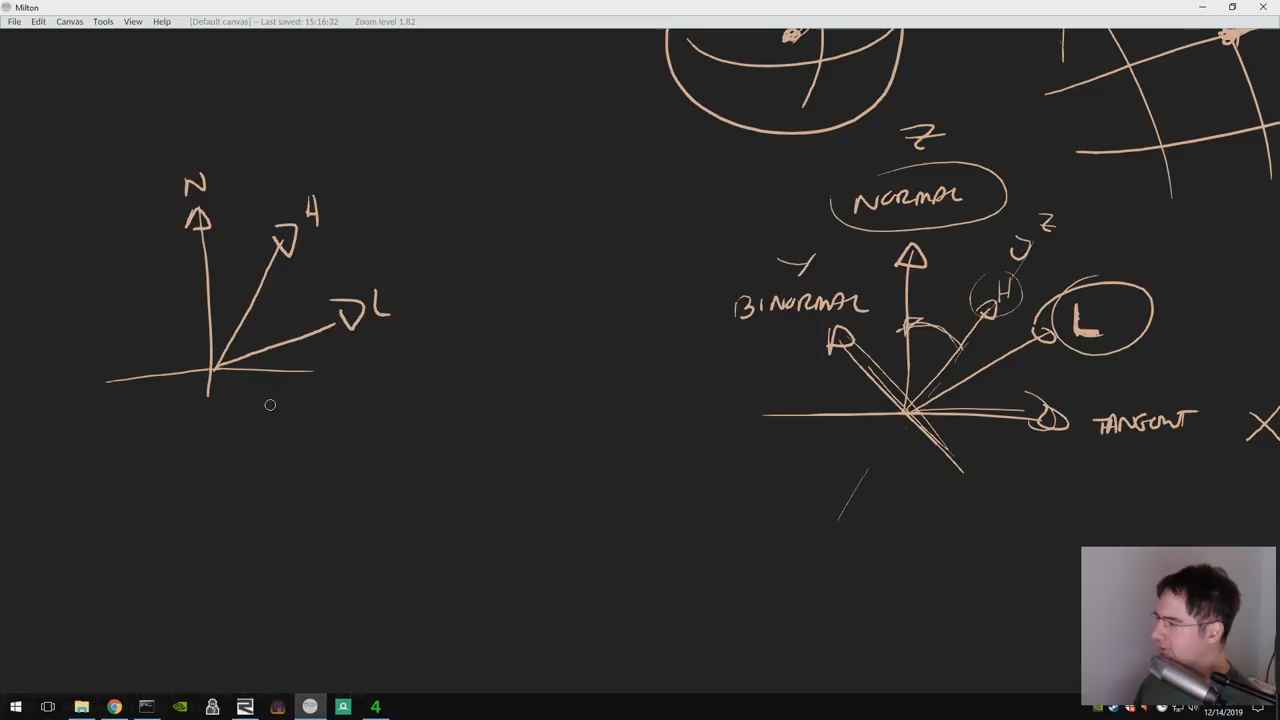 Milton
File Edit Canvas Tools View Help [Default canvas] -- Last saved: 15:16:32 Zoom level 1.82
Z
N
NORMAL
H
Z
Y
H
BINORMAL
L
L
TANGENT X
4
12/14/2019